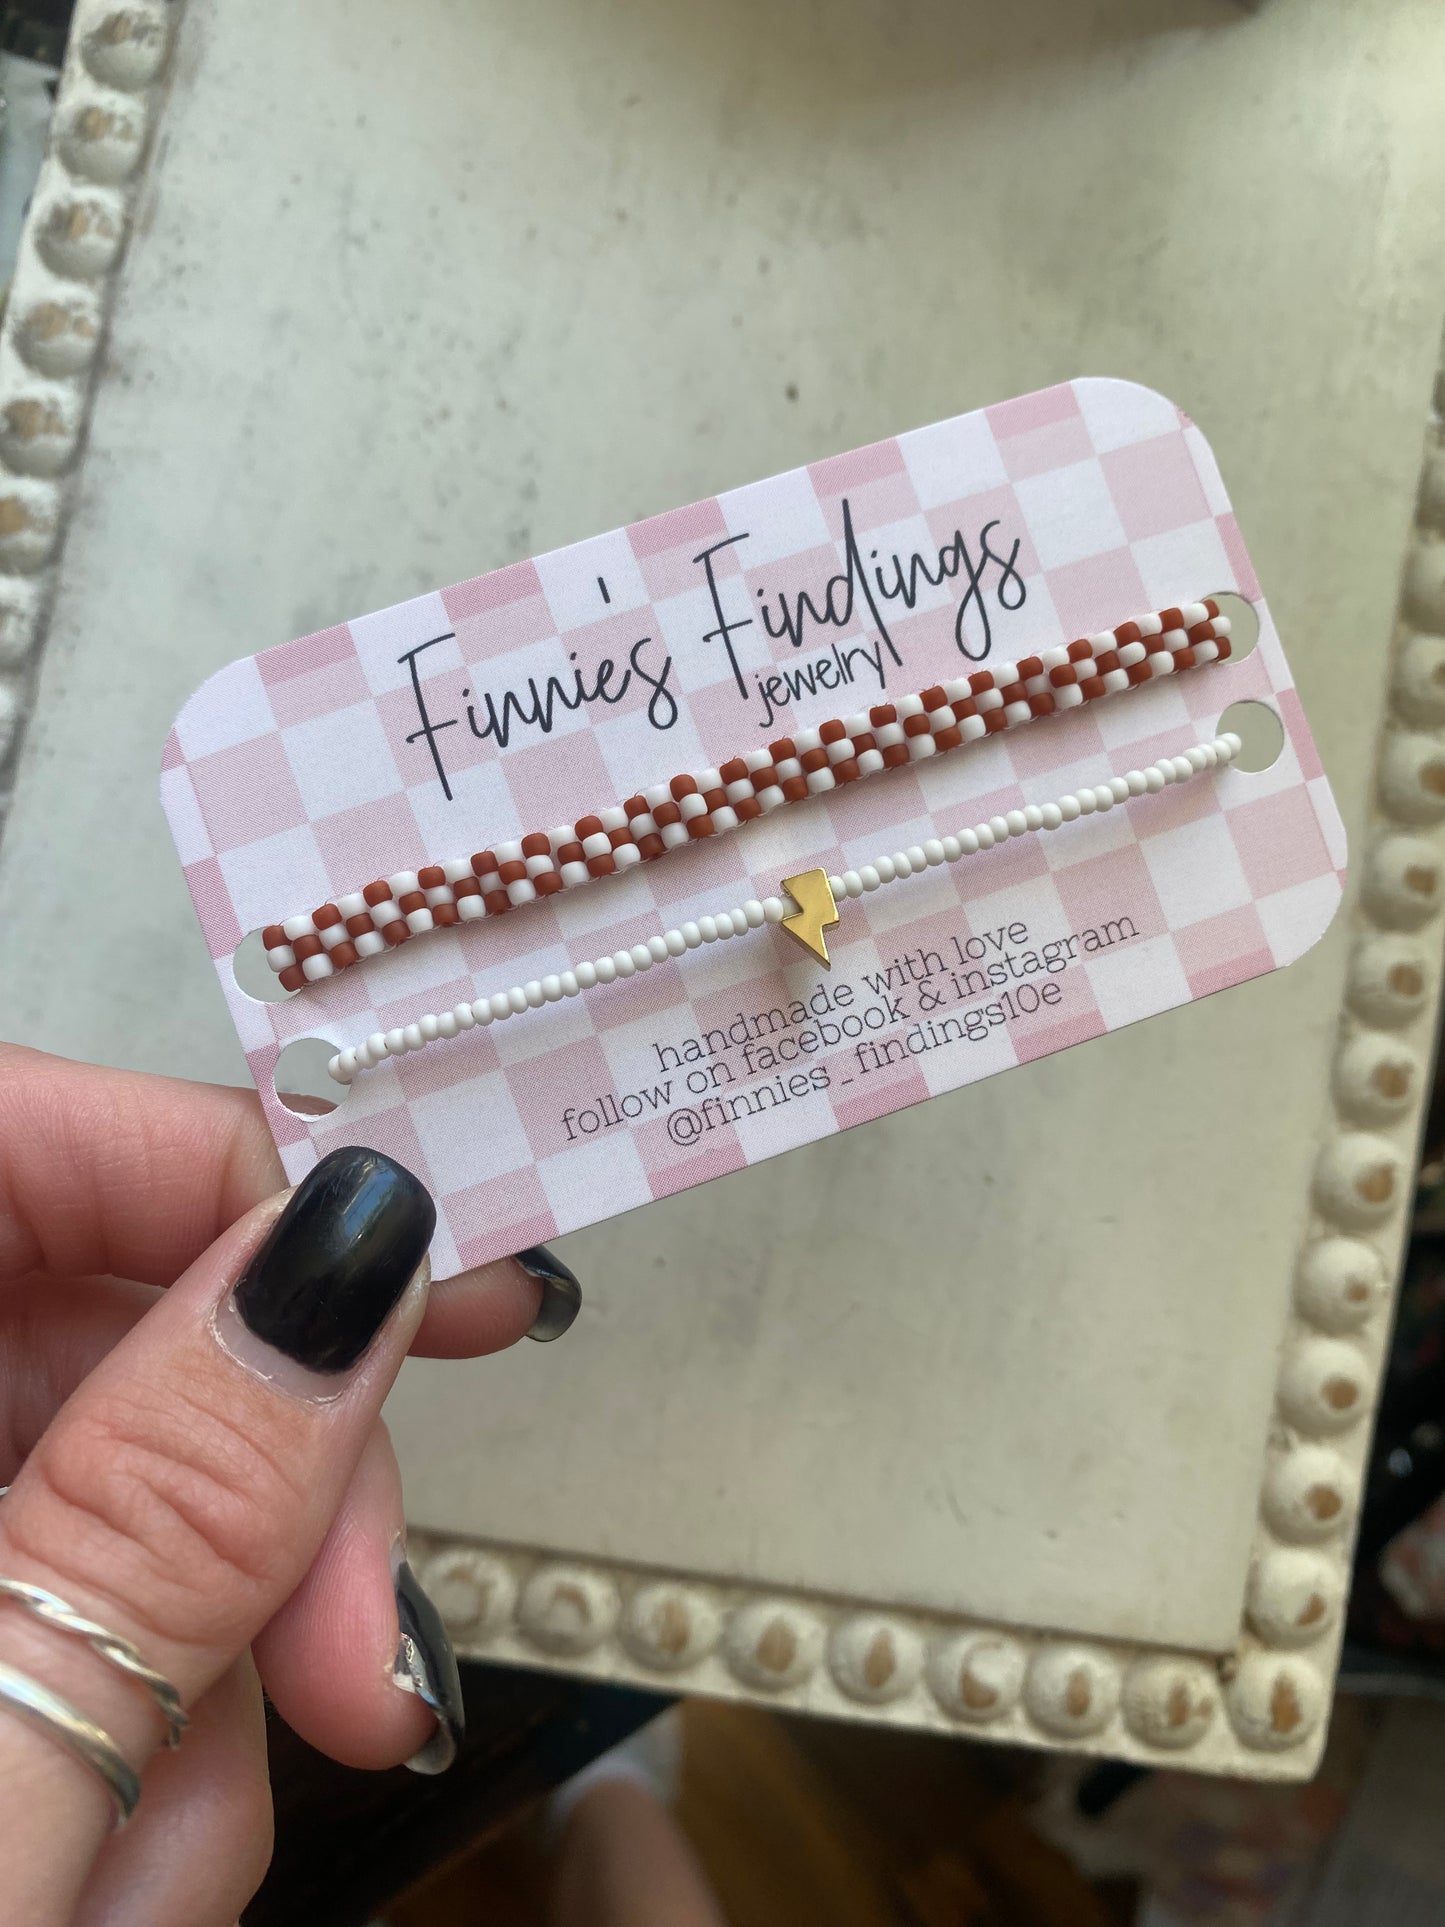 Finnie's Findings
jewelry
handmade with love
follow on facebook & instagram
@finnies_findings10e